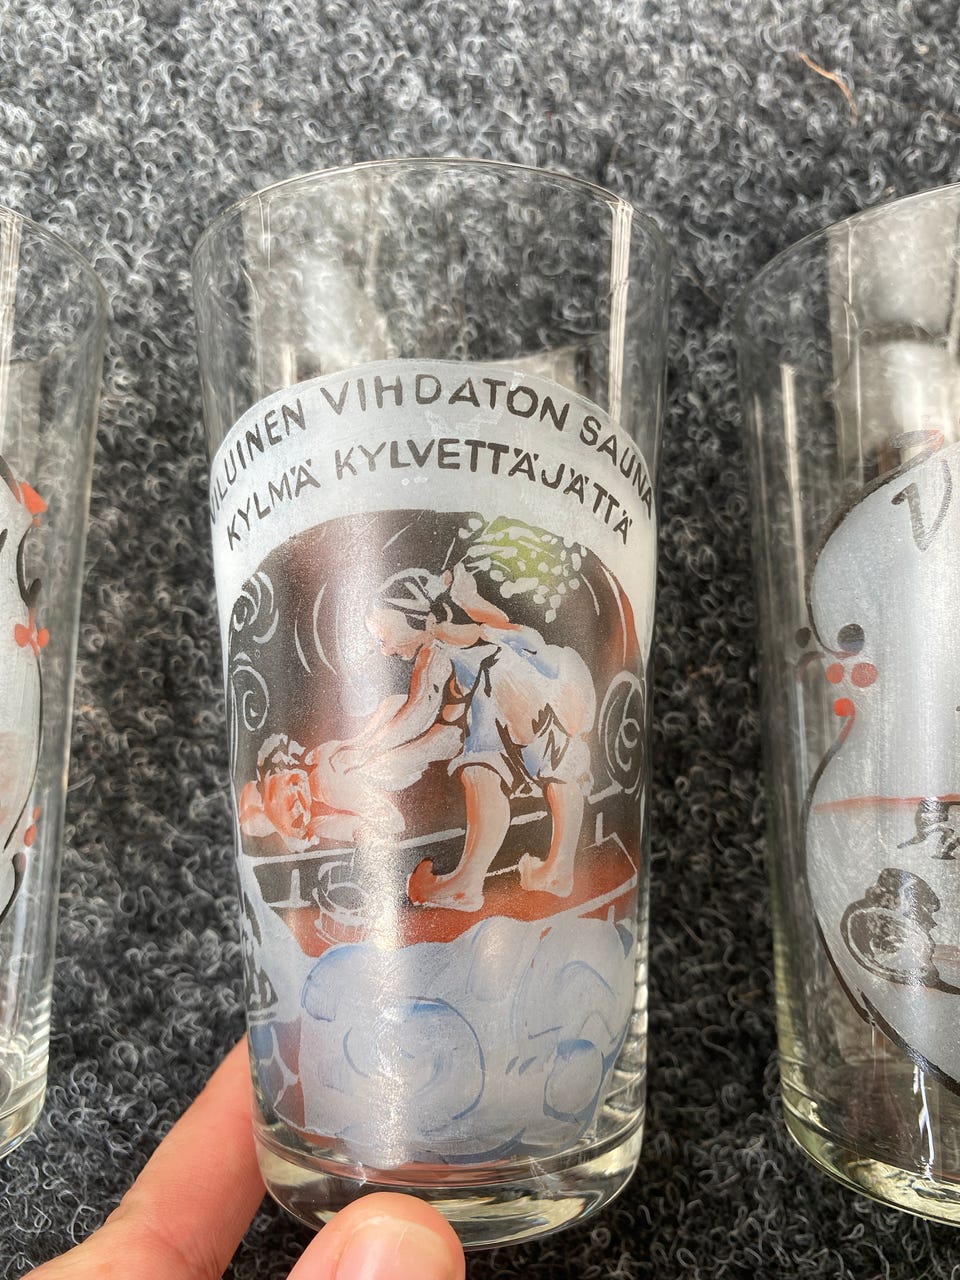 VILUINEN VIHDATON SAUNA
KYLMÄ KYLVETTÄJÄTTÄ
V